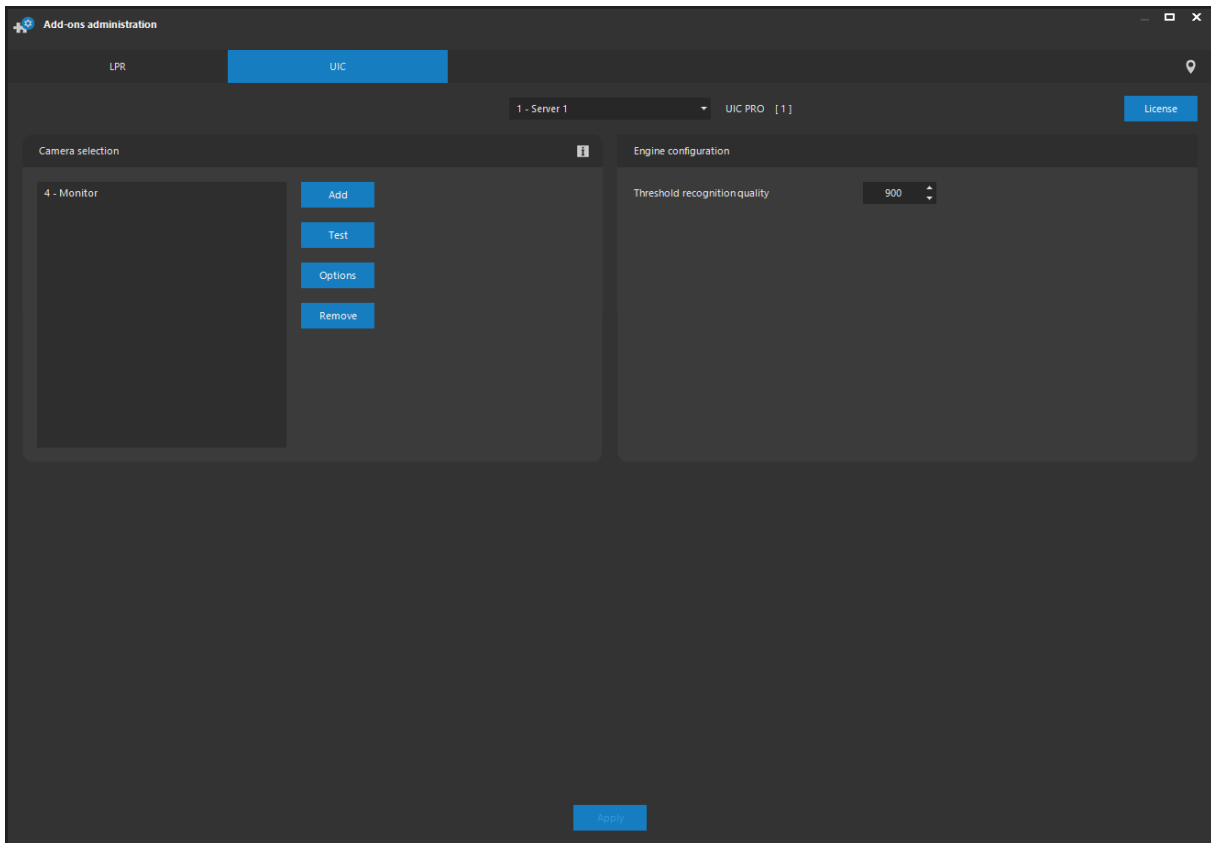 Add-ons administration
LPR
UIC
1 - Server 1
UIC PRO [ 1 ]
License
Camera selection
Engine configuration
4 - Monitor
Add
Threshold recognition quality
900
Test
Options
Remove
Apply